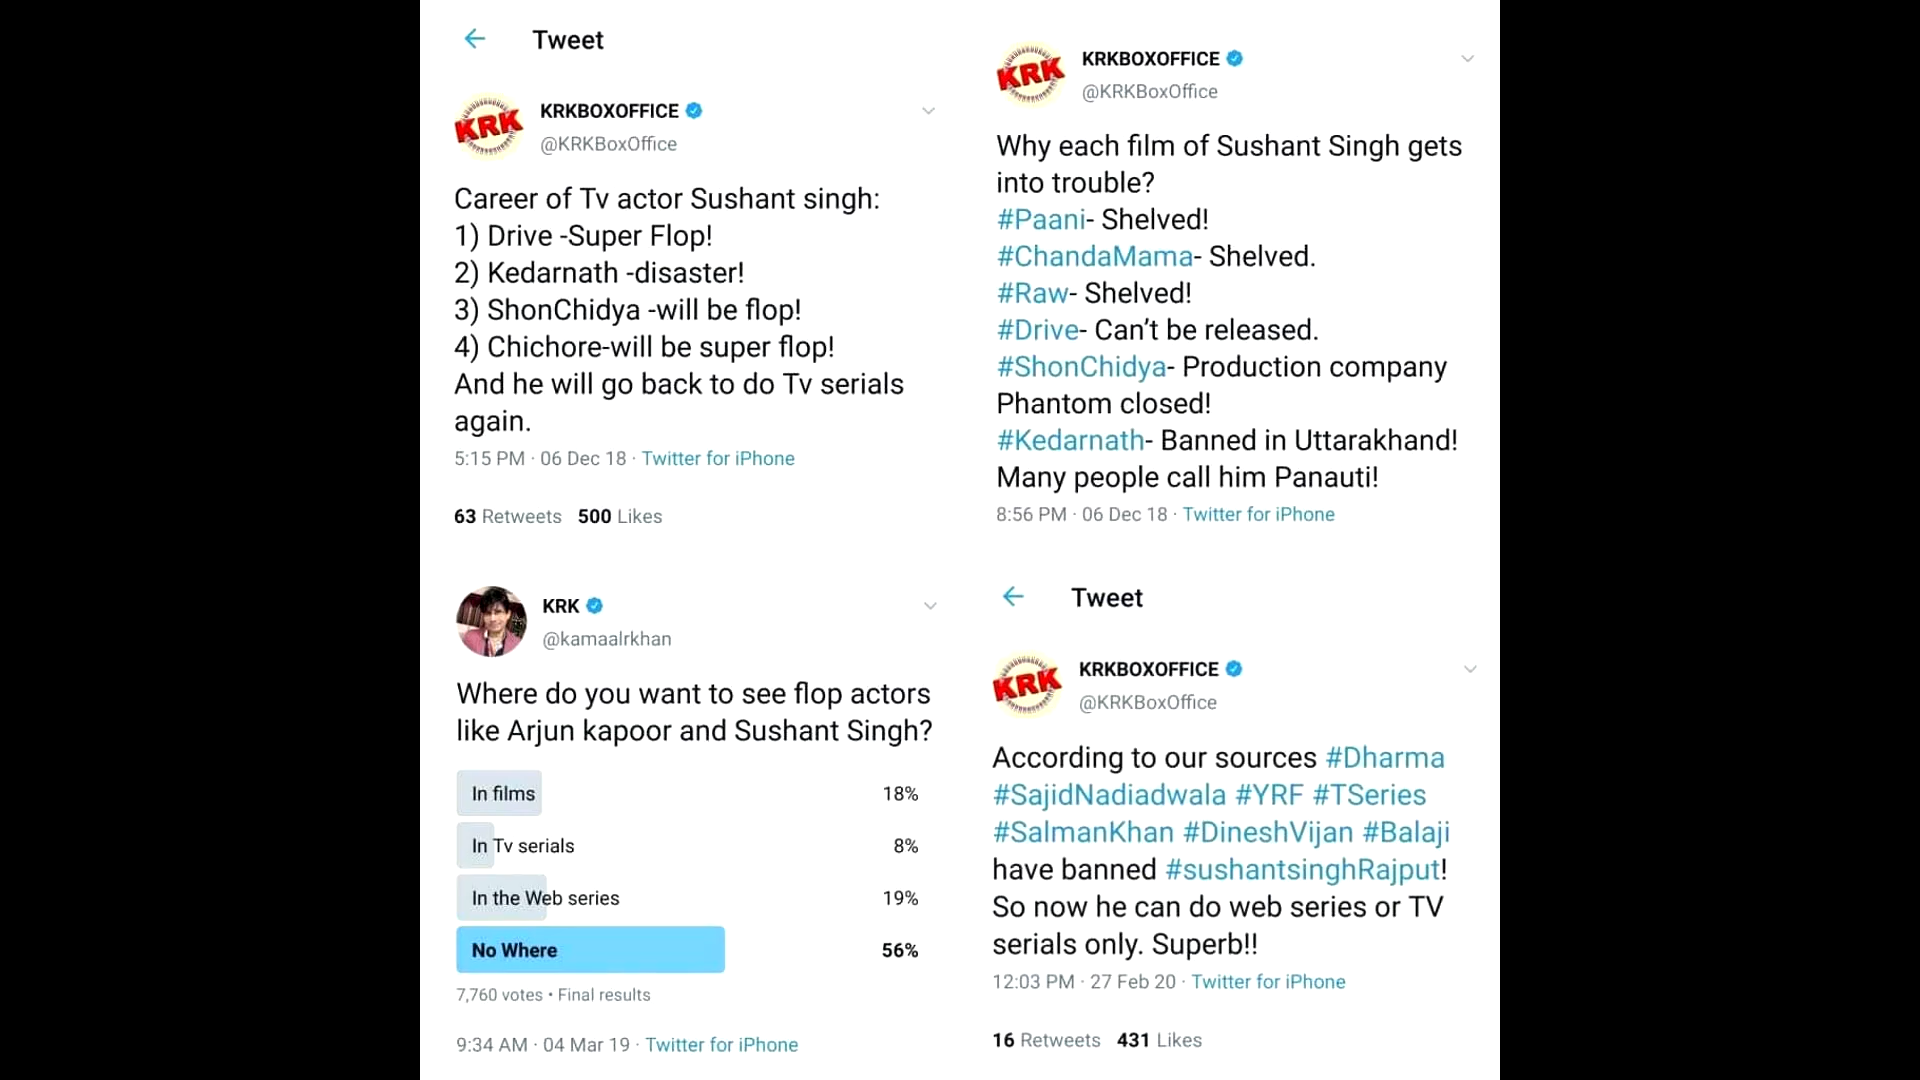 Tweet
KRK
KRKBOXOFFICE
@KRKBoxOffice
Career of Tv actor Sushant singh:
1) Drive -Super Flop!
2) Kedarnath -disaster!
3) ShonChidya -will be flop!
4) Chichore-will be super flop!
And he will go back to do Tv serials
again.
5:15 PM · 06 Dec 18 · Twitter for iPhone
63 Retweets 500 Likes
KRK
KRKBOXOFFICE
@KRKBoxOffice
Why each film of Sushant Singh gets
into trouble?
#Paani- Shelved!
#ChandaMama- Shelved.
#Raw- Shelved!
#Drive- Can't be released.
#ShonChidya- Production company
Phantom closed!
#Kedarnath- Banned in Uttarakhand!
Many people call him Panauti!
8:56 PM · 06 Dec 18 · Twitter for iPhone
KRK
@kamaalrkhan
Where do you want to see flop actors
like Arjun kapoor and Sushant Singh?
In films 18%
In Tv serials 8%
In the Web series 19%
No Where 56%
7,760 votes • Final results
9:34 AM · 04 Mar 19 · Twitter for iPhone
Tweet
KRK
KRKBOXOFFICE
@KRKBoxOffice
According to our sources #Dharma
#SajidNadiadwala #YRF #TSeries
#SalmanKhan #DineshVijan #Balaji
have banned #sushantsinghRajput!
So now he can do web series or TV
serials only. Superb!!
12:03 PM · 27 Feb 20 · Twitter for iPhone
16 Retweets 431 Likes